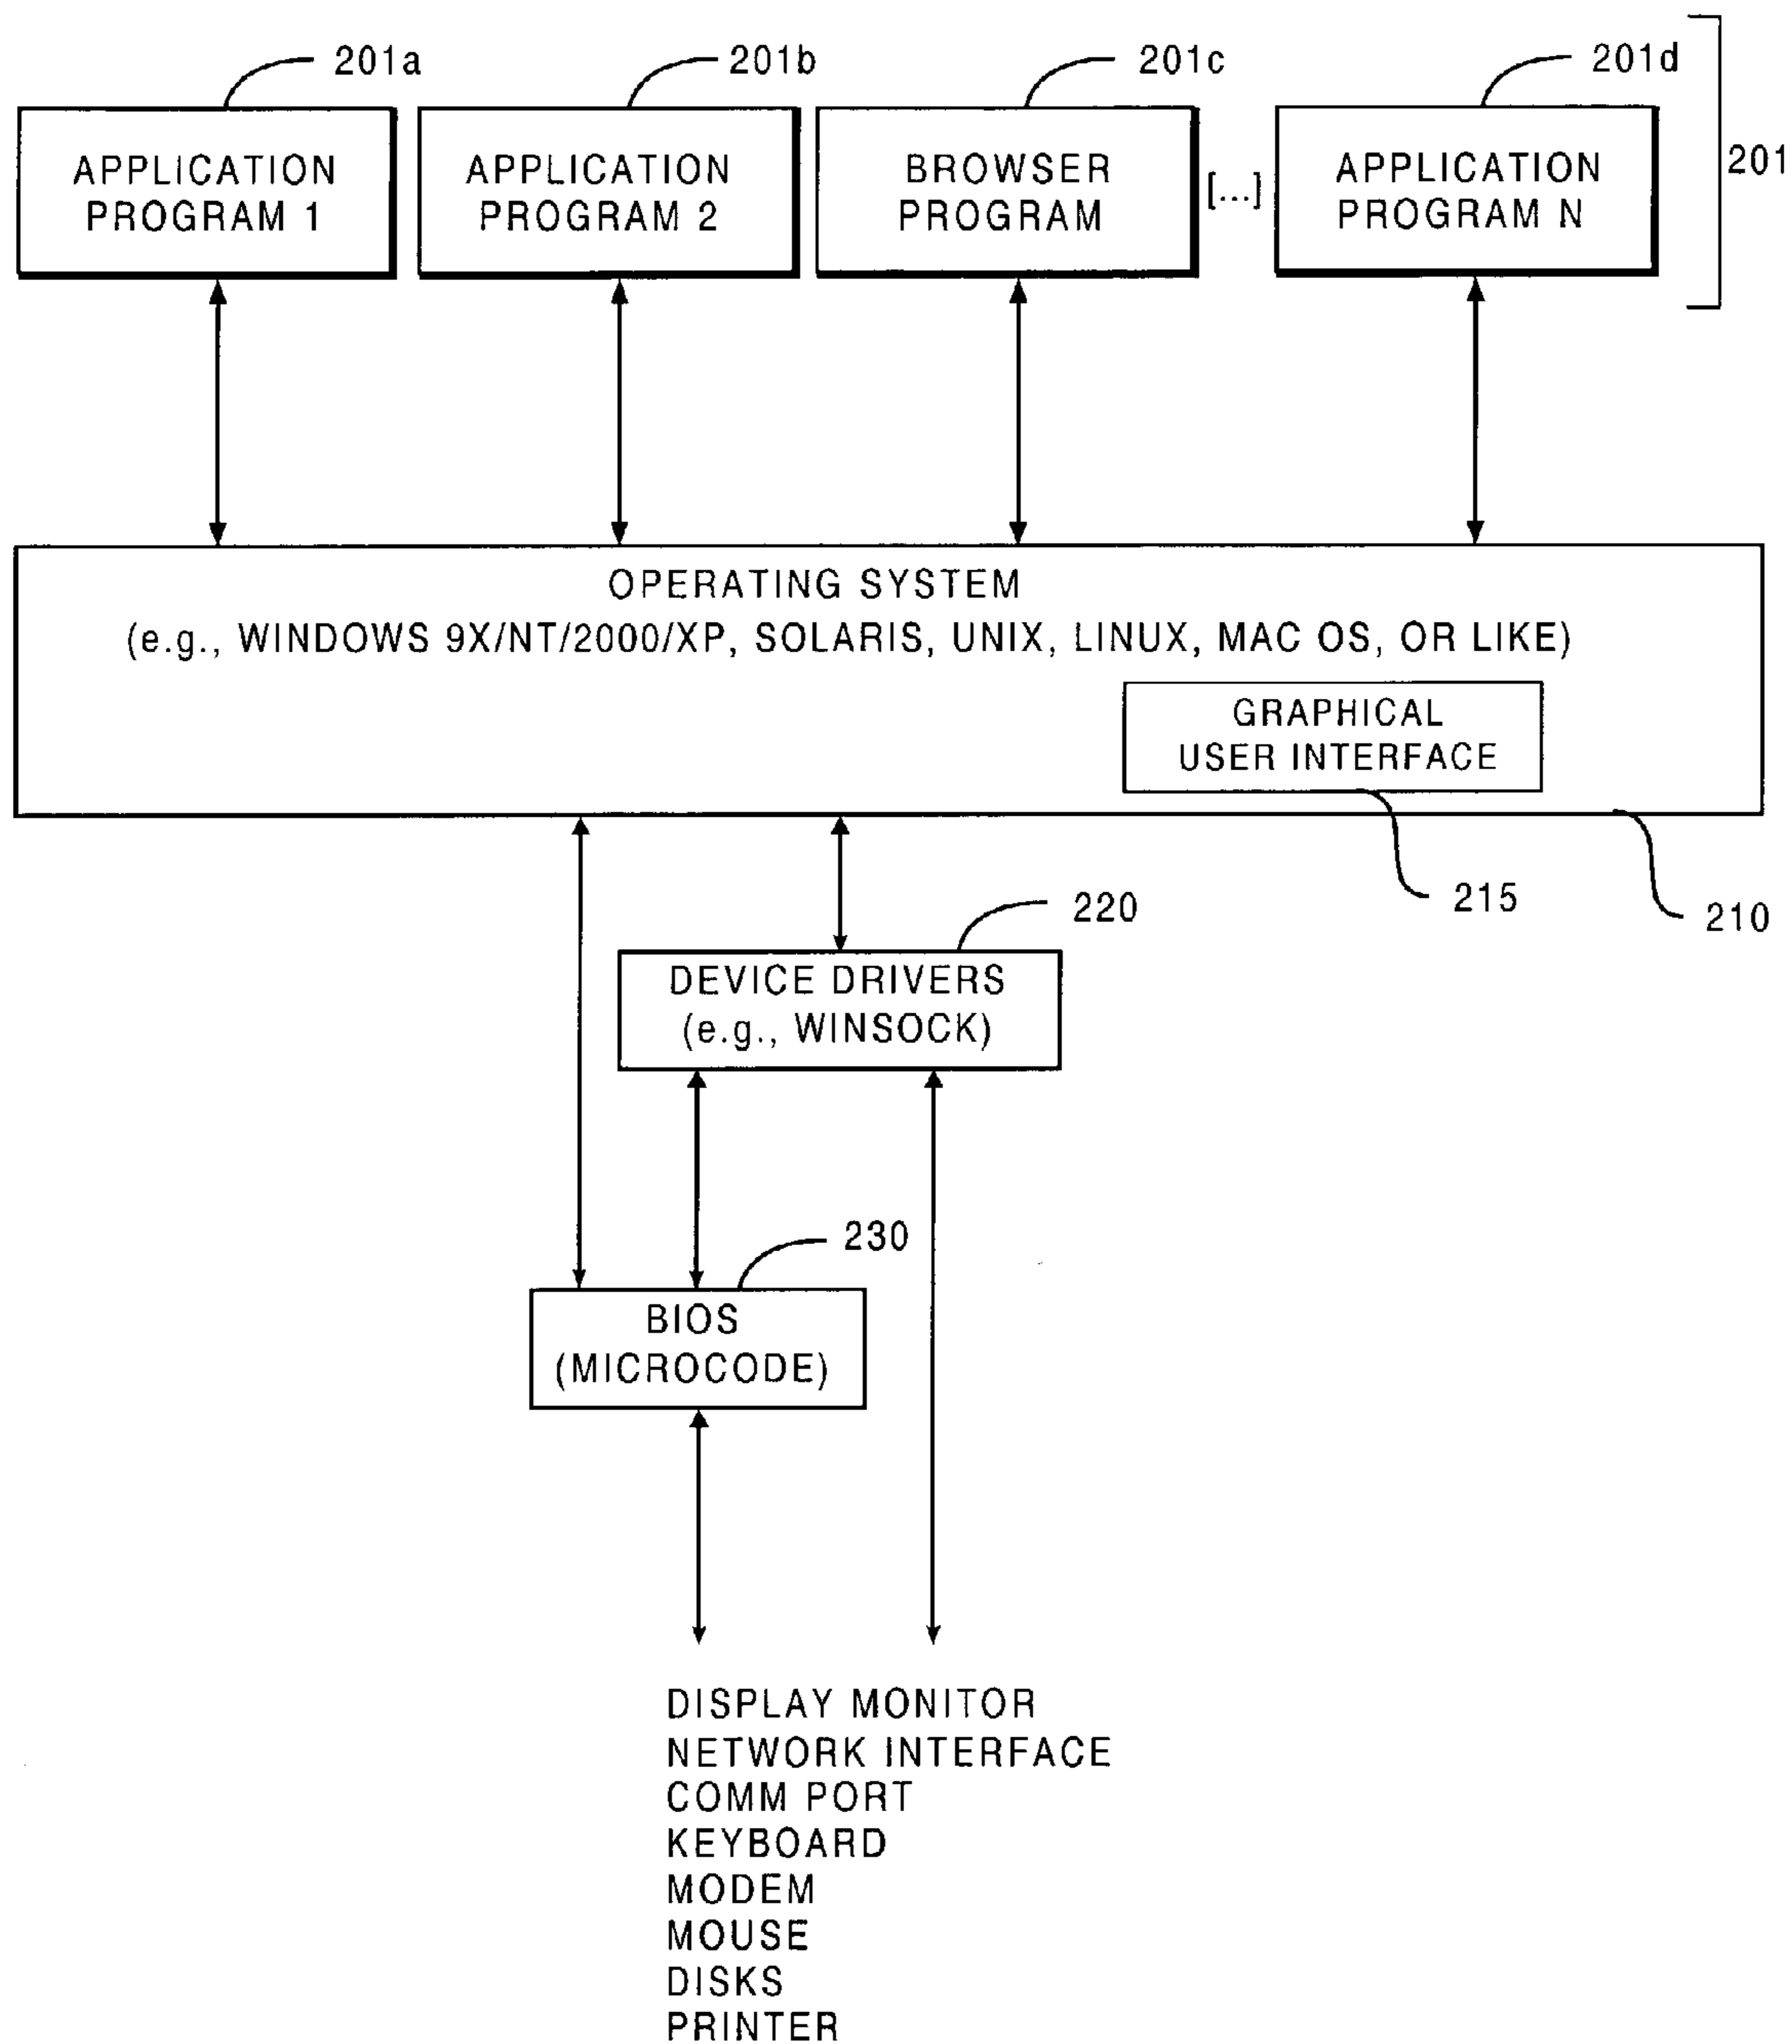 201a
201b
201c
201d
201
APPLICATION
PROGRAM 1
APPLICATION
PROGRAM 2
BROWSER
PROGRAM
[...]
APPLICATION
PROGRAM N
OPERATING SYSTEM
(e.g., WINDOWS 9X/NT/2000/XP, SOLARIS, UNIX, LINUX, MAC OS, OR LIKE)
GRAPHICAL
USER INTERFACE
215
210
220
DEVICE DRIVERS
(e.g., WINSOCK)
230
BIOS
(MICROCODE)
DISPLAY MONITOR
NETWORK INTERFACE
COMM PORT
KEYBOARD
MODEM
MOUSE
DISKS
PRINTER